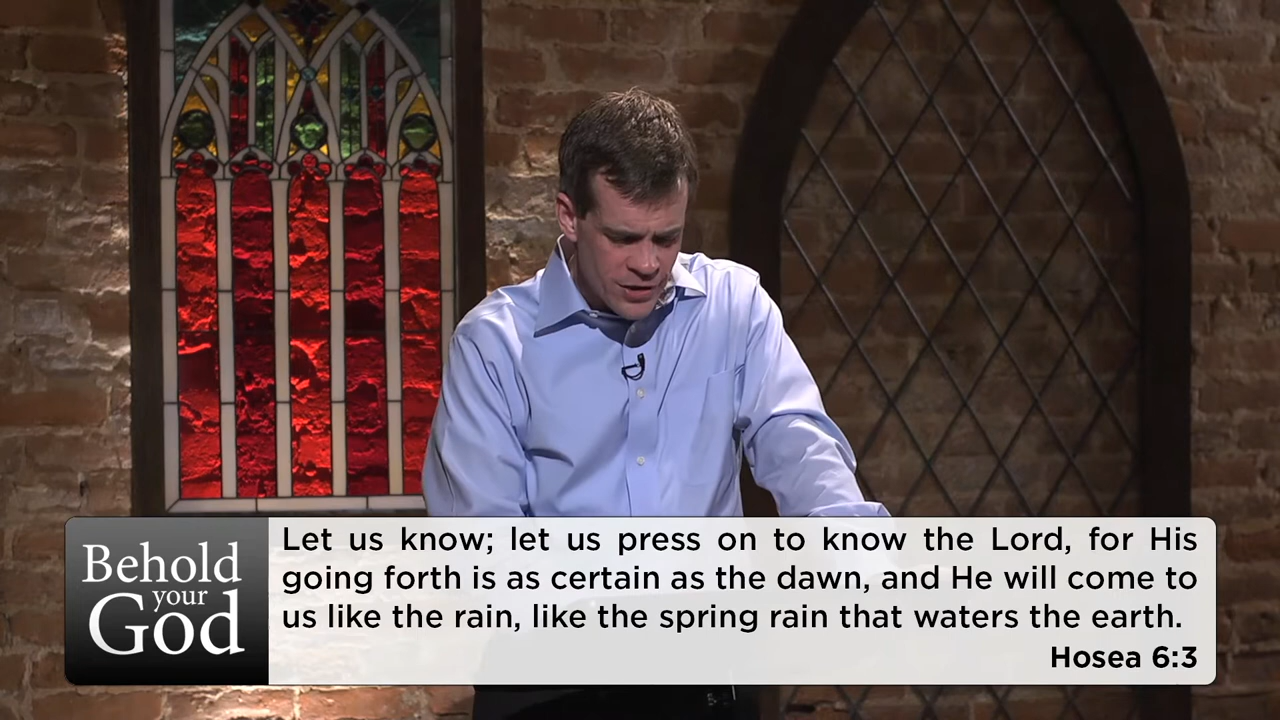 Behold
your
God
Let us know; let us press on to know the Lord, for His
going forth is as certain as the dawn, and He will come to
us like the rain, like the spring rain that waters the earth.
Hosea 6:3